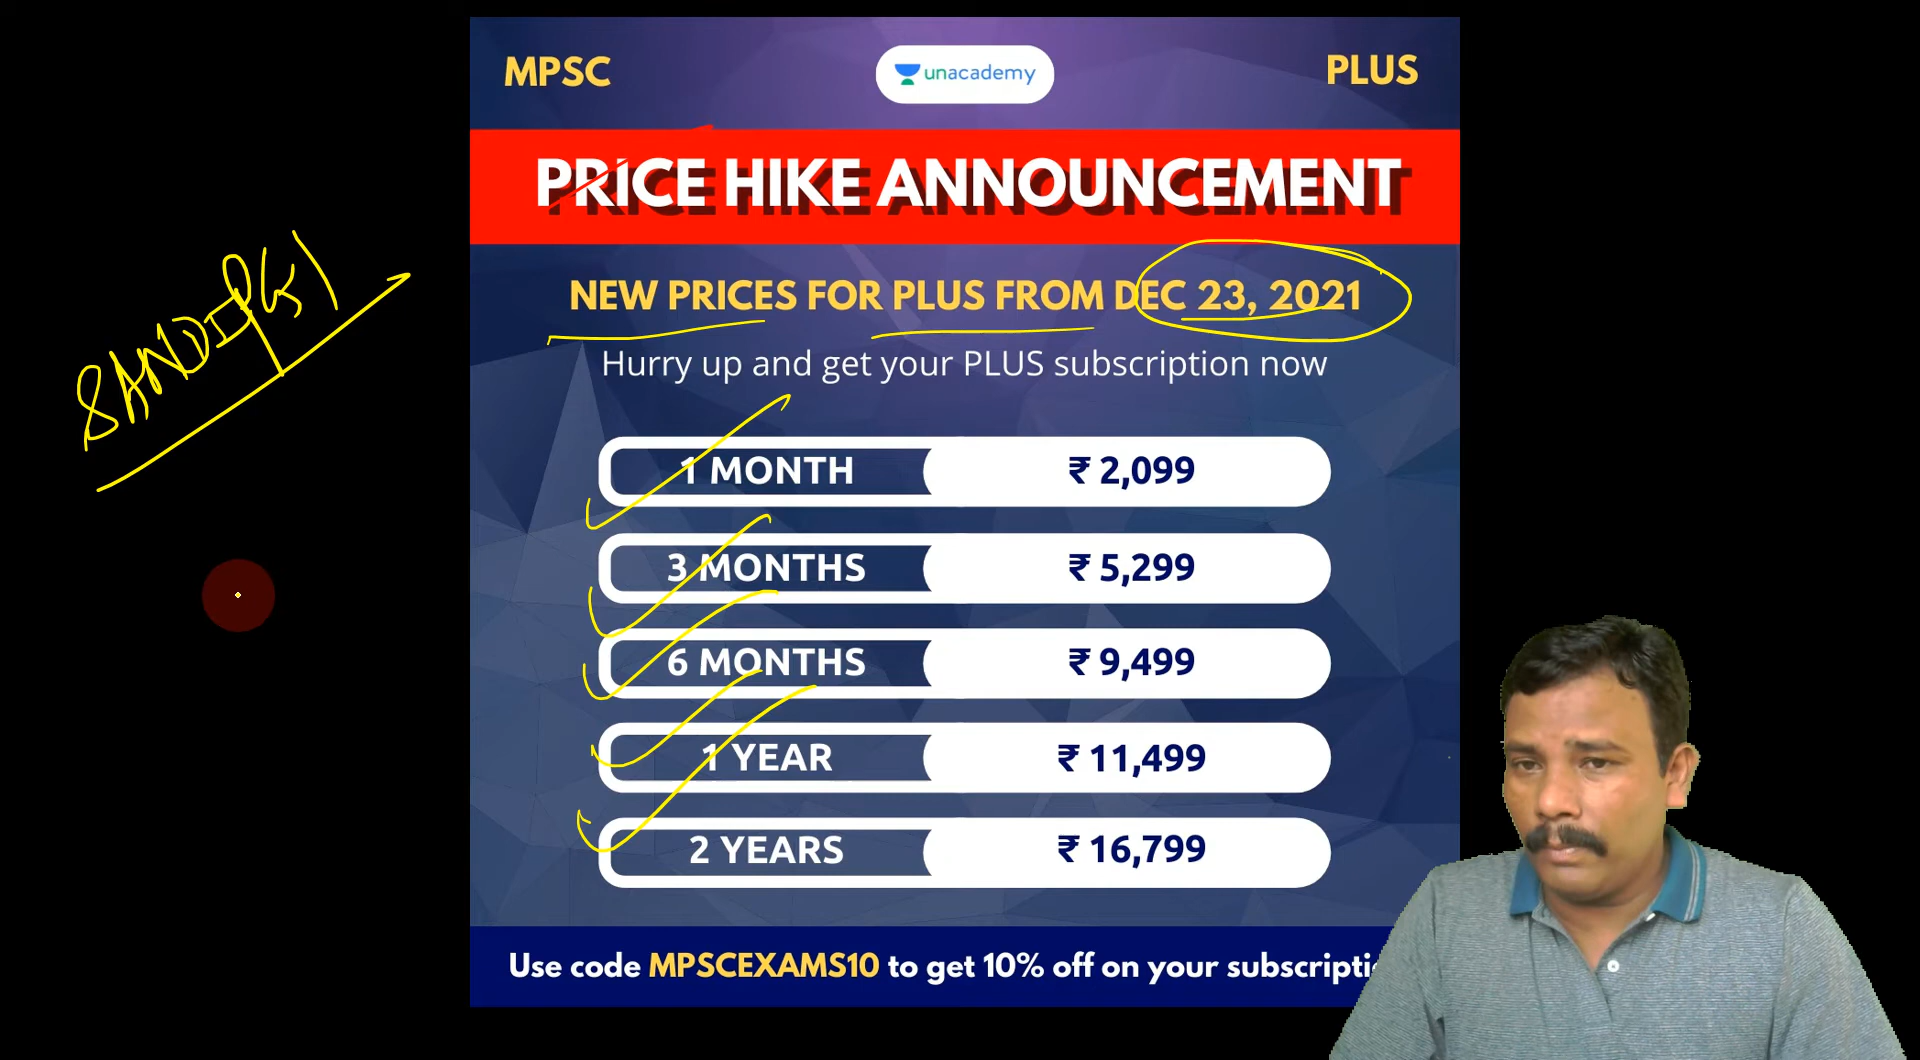 MPSC
unacademy
PLUS
PRICE HIKE ANNOUNCEMENT
NEW PRICES FOR PLUS FROM DEC 23, 2021
Hurry up and get your PLUS subscription now
1 MONTH ₹ 2,099
3 MONTHS ₹ 5,299
6 MONTHS ₹ 9,499
1 YEAR ₹ 11,499
2 YEARS ₹ 16,799
Use code MPSCEXAMS10 to get 10% off on your